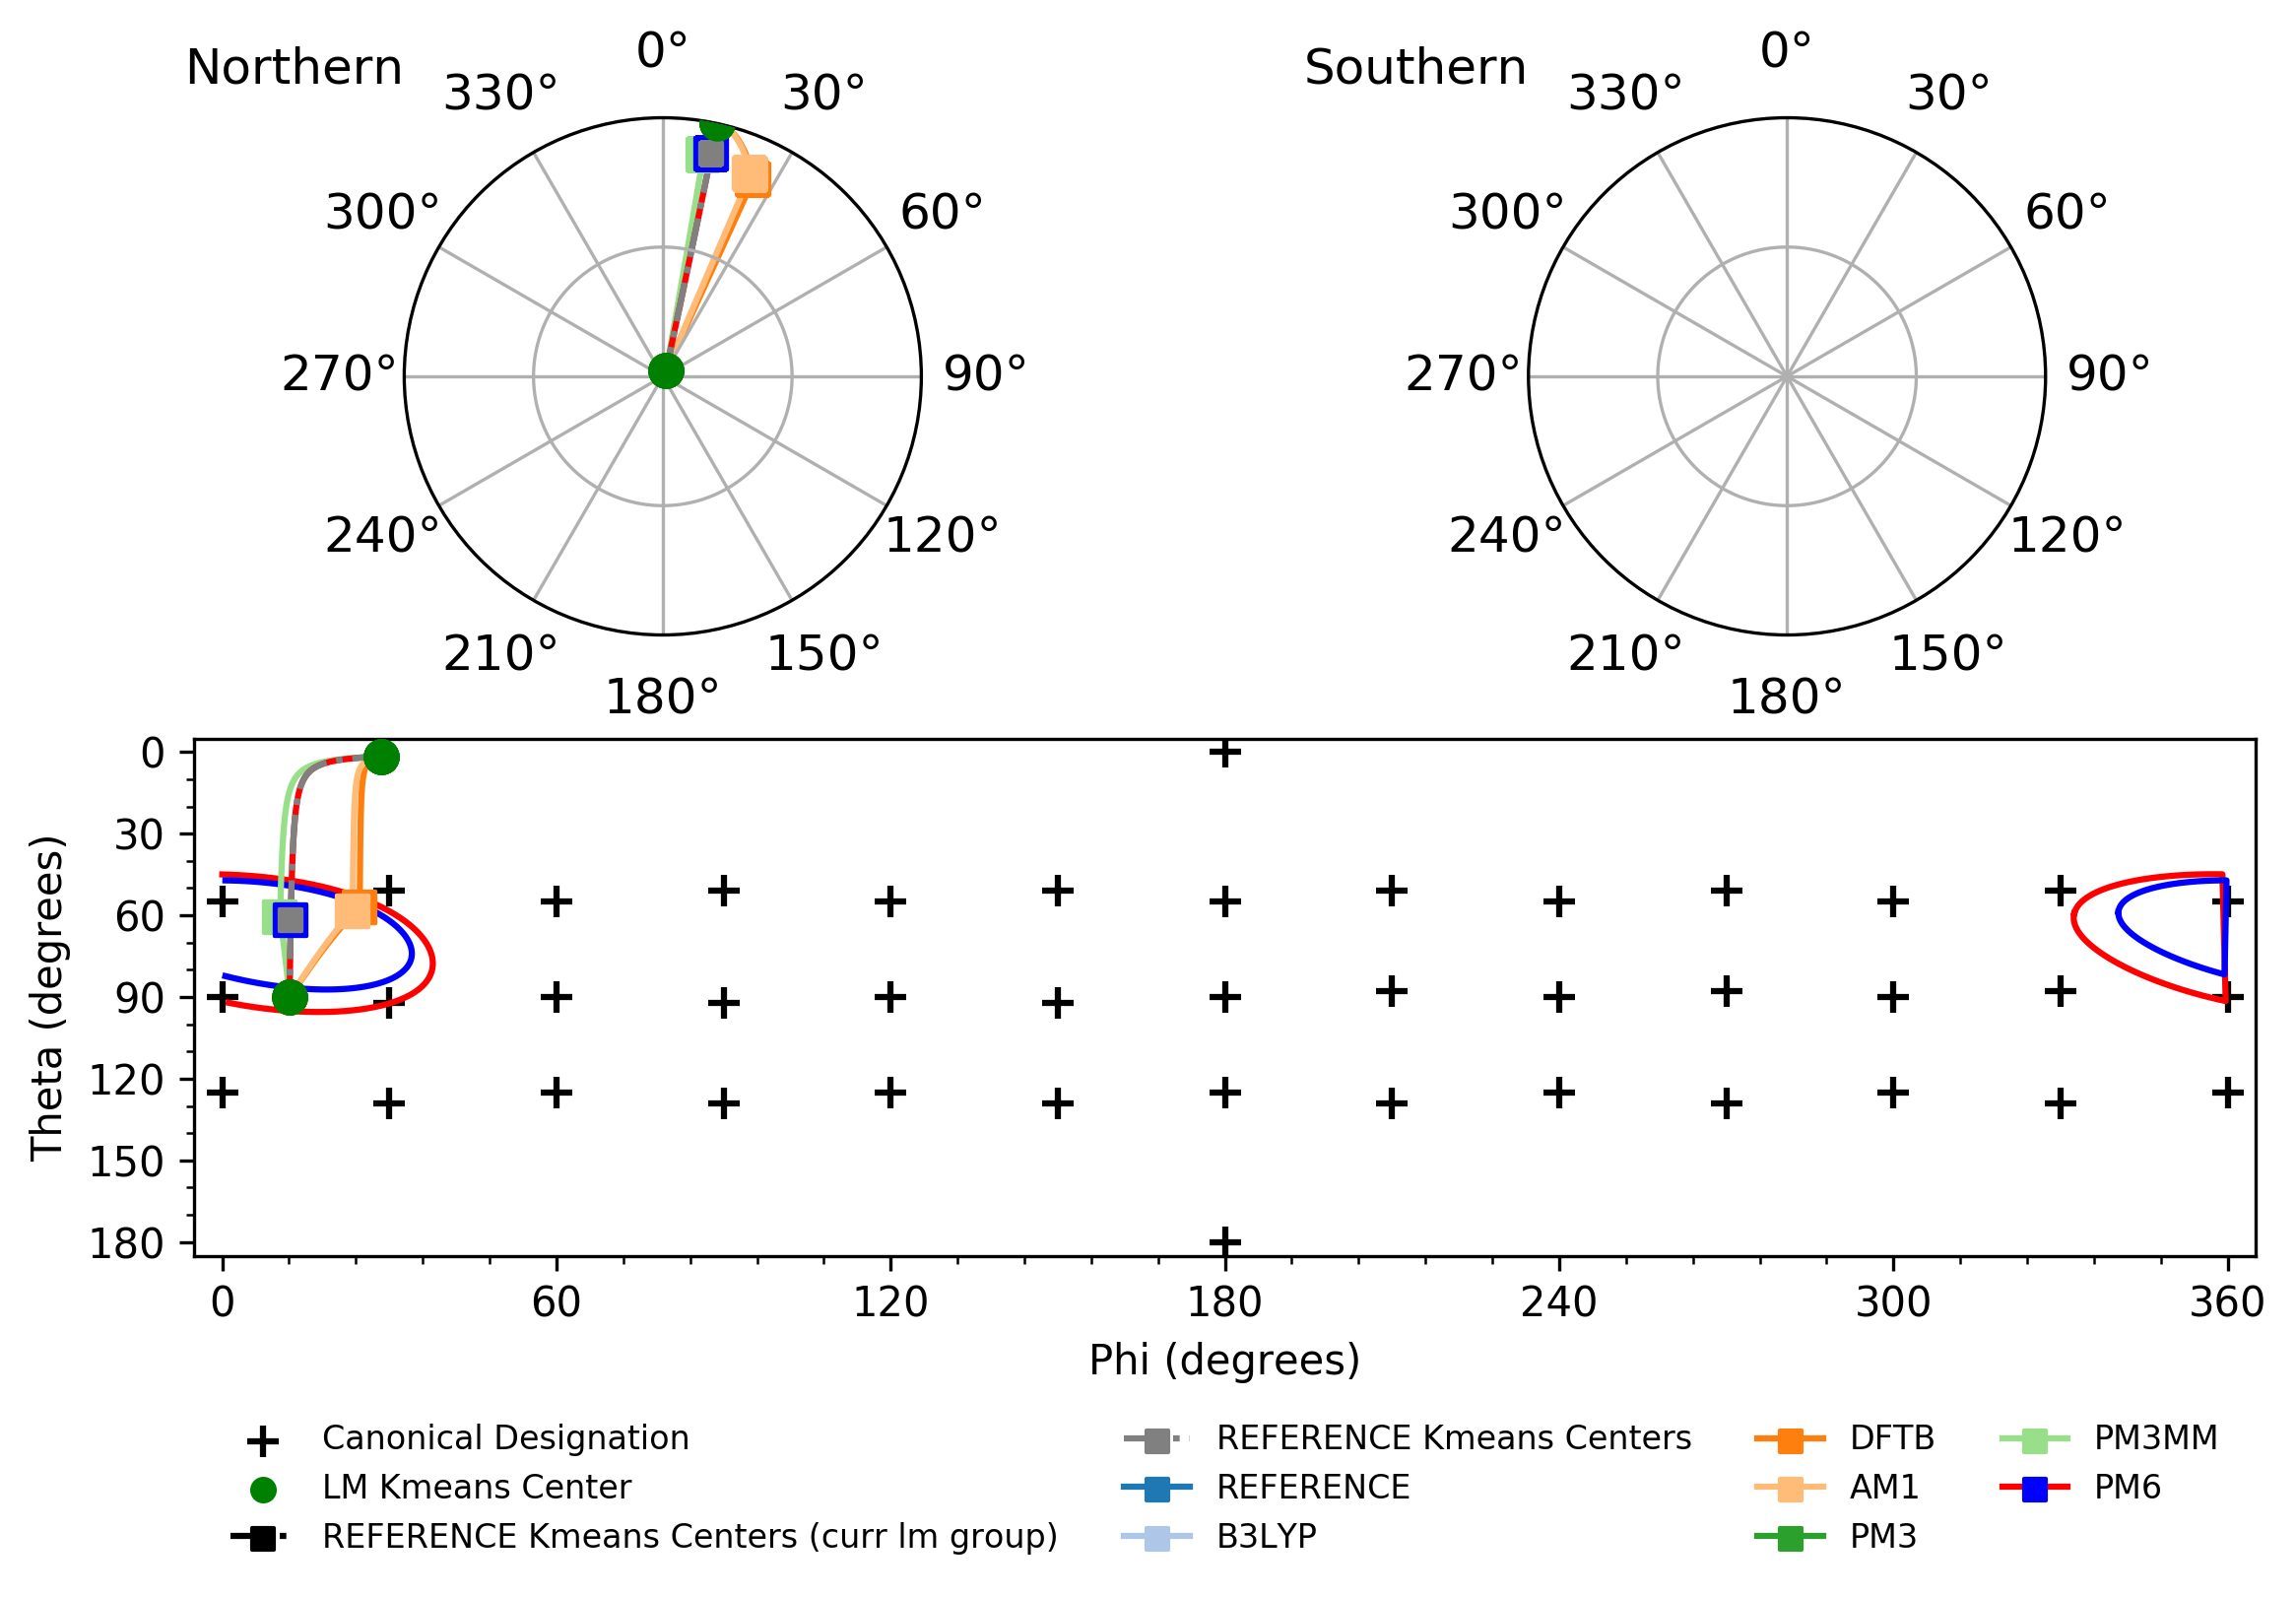 Northern
0°
330°
30°
300°
60°
270°
90°
240°
120°
210°
150°
180°
Southern
0°
330°
30°
300°
60°
270°
90°
240°
120°
210°
150°
180°
Theta (degrees)
0
30
60
90
120
150
180
0
60
120
180
240
300
360
Phi (degrees)
Canonical Designation
LM Kmeans Center
REFERENCE Kmeans Centers (curr lm group)
REFERENCE Kmeans Centers
REFERENCE
B3LYP
DFTB
AM1
PM3
PM3MM
PM6